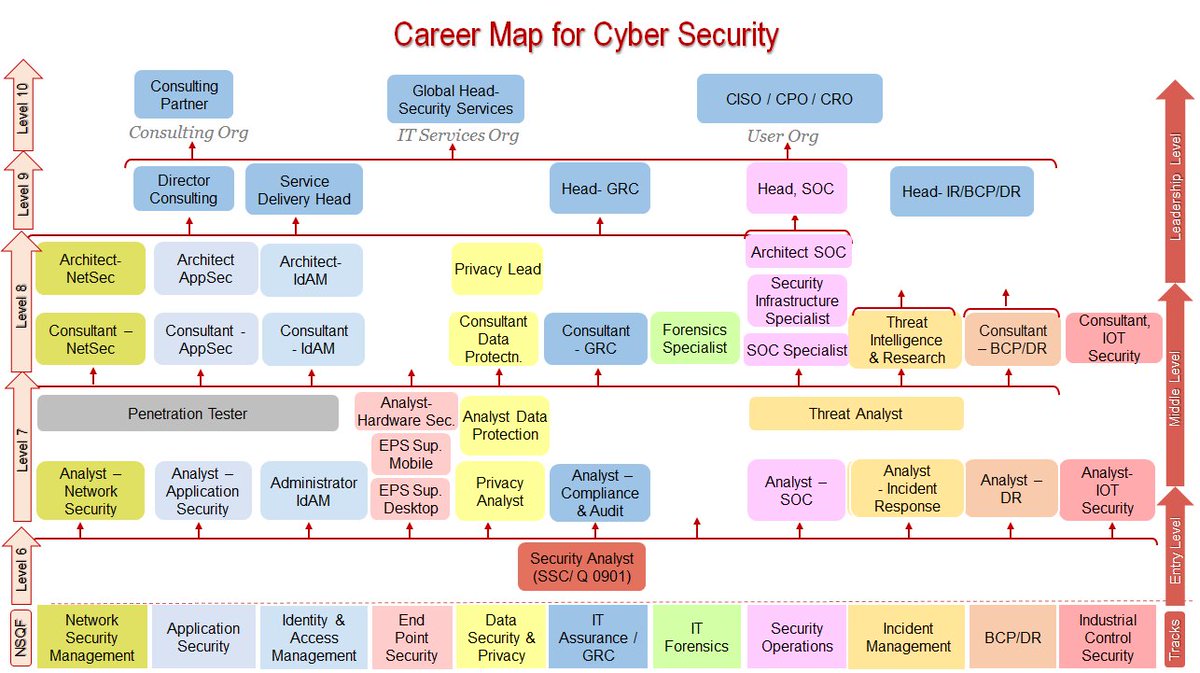 Career Map for Cyber Security
Level 10
Consulting
Partner
Global Head-
Security Services
CISO / CPO / CRO
Consulting Org
IT Services Org
User Org
Leadership Level
Level 9
Director
Consulting
Service
Delivery Head
Head- GRC
Head, SOC
Head- IR/BCP/DR
Level 8
Architect-
NetSec
Architect
AppSec
Architect-
IdAM
Privacy Lead
Architect SOC
Security
Infrastructure
Specialist
Consultant –
NetSec
Consultant -
AppSec
Consultant
- IdAM
Consultant
Data
Protectn.
Consultant
- GRC
Forensics
Specialist
SOC Specialist
Threat
Intelligence
& Research
Consultant
– BCP/DR
Consultant,
IOT
Security
Middle Level
Level 7
Penetration Tester
Analyst-
Hardware Sec.
EPS Sup.
Mobile
EPS Sup.
Desktop
Analyst Data
Protection
Threat Analyst
Analyst –
Network
Security
Analyst –
Application
Security
Administrator
IdAM
Privacy
Analyst
Analyst –
Compliance
& Audit
Analyst –
SOC
Analyst
- Incident
Response
Analyst –
DR
Analyst-
IOT
Security
Entry Level
Level 6
Security Analyst
(SSC/ Q 0901)
NSQF
Network
Security
Management
Application
Security
Identity &
Access
Management
End
Point
Security
Data
Security &
Privacy
IT
Assurance /
GRC
IT
Forensics
Security
Operations
Incident
Management
BCP/DR
Industrial
Control
Security
Tracks